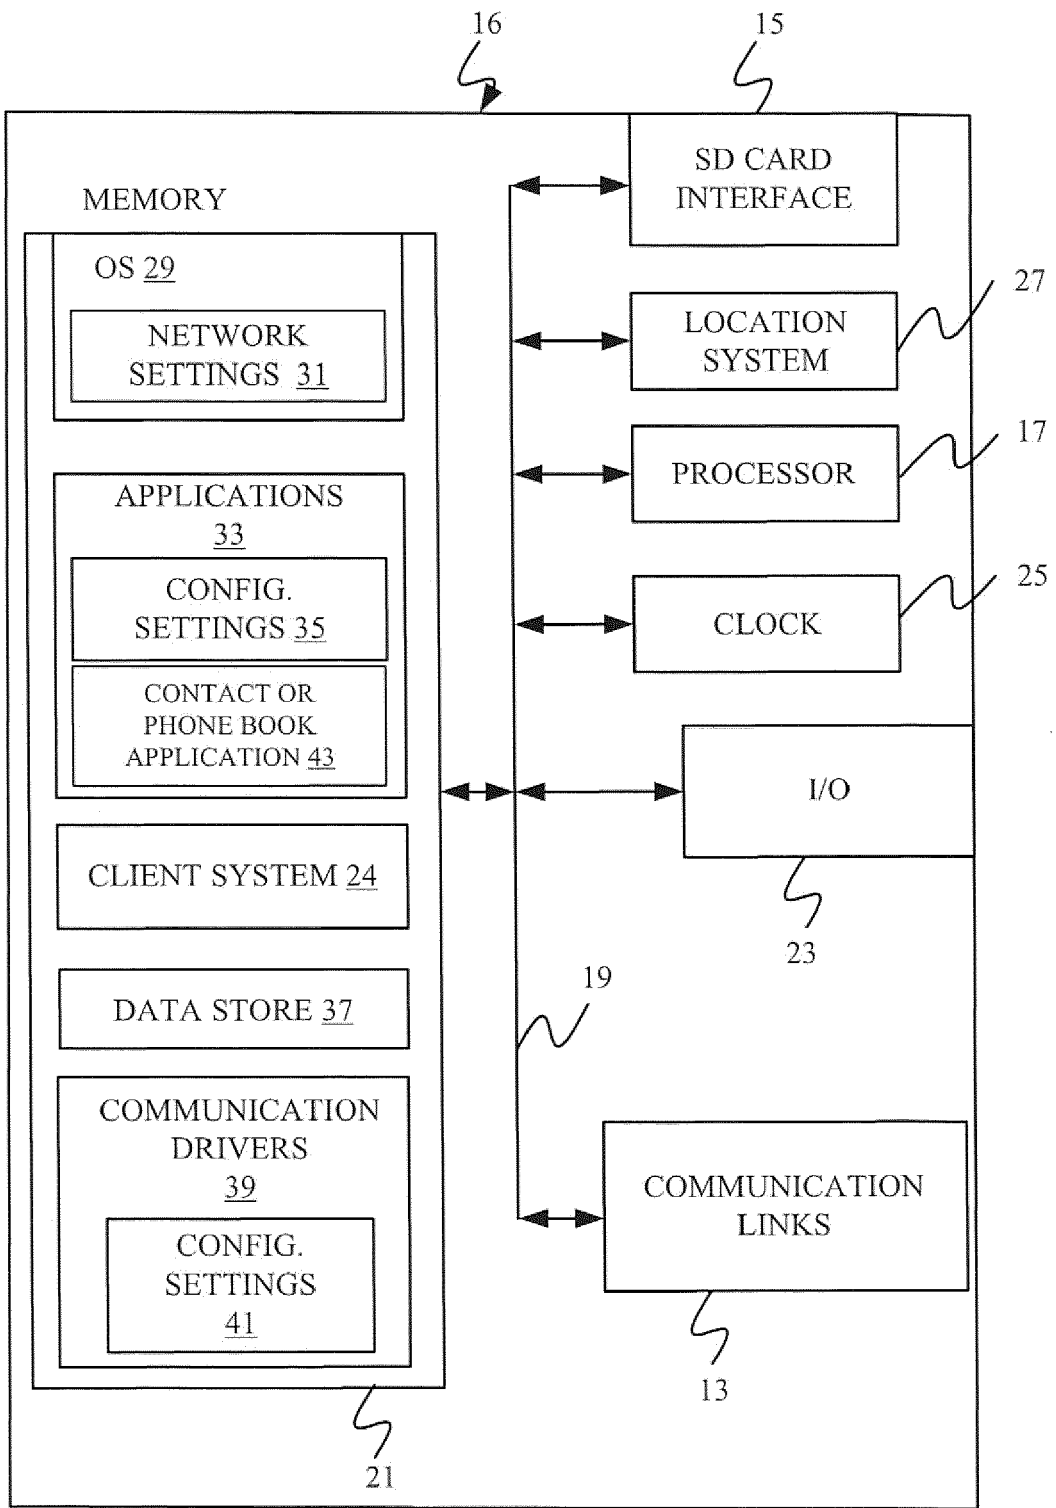 16
15
SD CARD
INTERFACE
MEMORY
OS 29
NETWORK
SETTINGS 31
27
LOCATION
SYSTEM
17
PROCESSOR
APPLICATIONS
33
CONFIG.
SETTINGS 35
25
CLOCK
CONTACT OR
PHONE BOOK
APPLICATION 43
I/O
CLIENT SYSTEM 24
23
19
DATA STORE 37
COMMUNICATION
DRIVERS
39
CONFIG.
SETTINGS
41
COMMUNICATION
LINKS
13
21